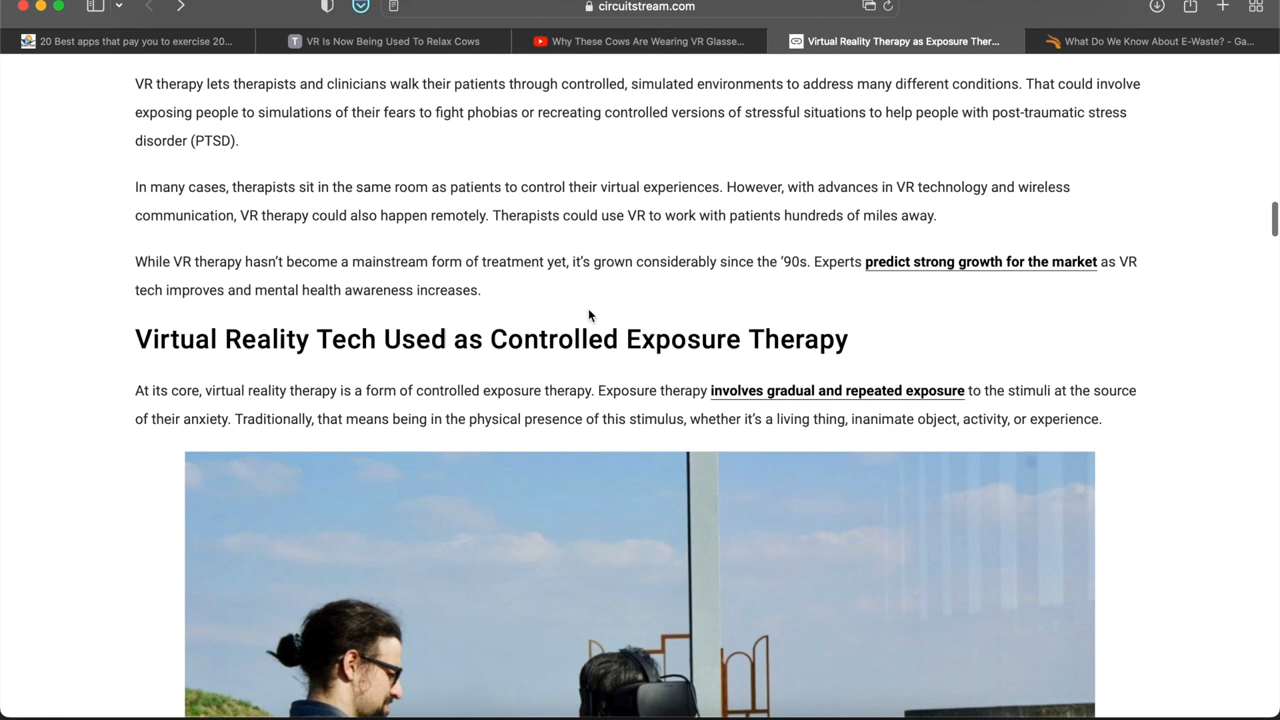 circuitstream.com
20 Best apps that pay you to exercise 20...
VR Is Now Being Used To Relax Cows
Why These Cows Are Wearing VR Glasse...
Virtual Reality Therapy as Exposure Ther...
What Do We Know About E-Waste? - Ga...
VR therapy lets therapists and clinicians walk their patients through controlled, simulated environments to address many different conditions. That could involve
exposing people to simulations of their fears to fight phobias or recreating controlled versions of stressful situations to help people with post-traumatic stress
disorder (PTSD).
In many cases, therapists sit in the same room as patients to control their virtual experiences. However, with advances in VR technology and wireless
communication, VR therapy could also happen remotely. Therapists could use VR to work with patients hundreds of miles away.
While VR therapy hasn’t become a mainstream form of treatment yet, it’s grown considerably since the ’90s. Experts predict strong growth for the market as VR
tech improves and mental health awareness increases.
Virtual Reality Tech Used as Controlled Exposure Therapy
At its core, virtual reality therapy is a form of controlled exposure therapy. Exposure therapy involves gradual and repeated exposure to the stimuli at the source
of their anxiety. Traditionally, that means being in the physical presence of this stimulus, whether it’s a living thing, inanimate object, activity, or experience.